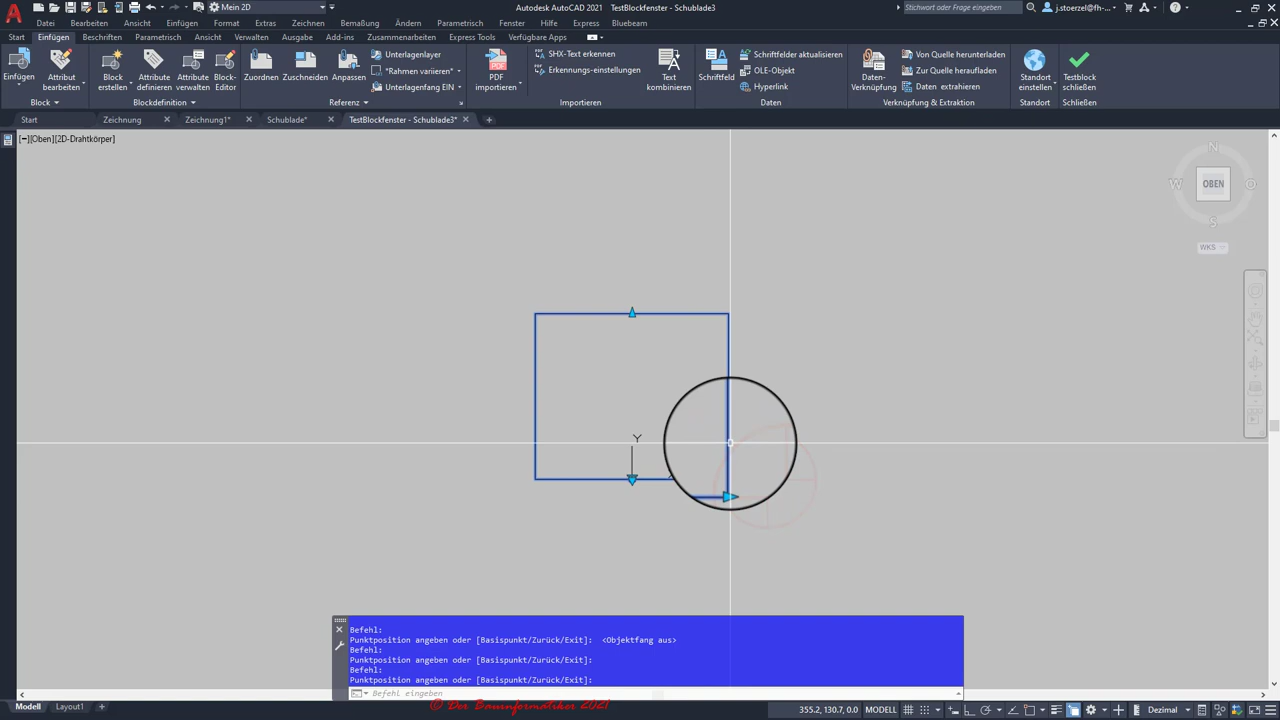 Mein 2D
Autodesk AutoCAD 2021   TestBlockfenster - Schublade3
Stichwort oder Frage eingeben
j.stoerzel@fh-...
Datei
Bearbeiten
Ansicht
Einfügen
Format
Extras
Zeichnen
Bemaßung
Ändern
Parametrisch
Fenster
Hilfe
Express
Bluebeam
Start
Einfügen
Beschriften
Parametrisch
Ansicht
Verwalten
Ausgabe
Add-ins
Zusammenarbeiten
Express Tools
Verfügbare Apps
Einfügen
Attribut
bearbeiten
Block
Block
erstellen
Attribute
definieren
Attribute
verwalten
Block-
Editor
Blockdefinition
Zuordnen
Zuschneiden
Anpassen
Unterlagenlayer
*Rahmen variieren*
Unterlagenfang EIN
Referenz
PDF
importieren
SHX-Text erkennen
Erkennungs-einstellungen
Text
kombinieren
Importieren
Schriftfeld
Schriftfelder aktualisieren
OLE-Objekt
Hyperlink
Daten
Daten-
Verknüpfung
Von Quelle herunterladen
Zur Quelle heraufladen
Daten extrahieren
Verknüpfung & Extraktion
Standort
einstellen
Standort
Testblock
schließen
Schließen
Start
Zeichnung
Zeichnung1*
Schublade*
TestBlockfenster - Schublade3*
[−][Oben][2D-Drahtkörper]
N
W
OBEN
O
S
WKS
Y
Befehl:
Punktposition angeben oder [Basispunkt/Zurück/Exit]:  <Objektfang aus>
Befehl:
Punktposition angeben oder [Basispunkt/Zurück/Exit]:
Befehl:
Punktposition angeben oder [Basispunkt/Zurück/Exit]:
Befehl eingeben
© Der Bauinformatiker 2021
Modell
Layout1
355.2, 130.7, 0.0
MODELL
Dezimal